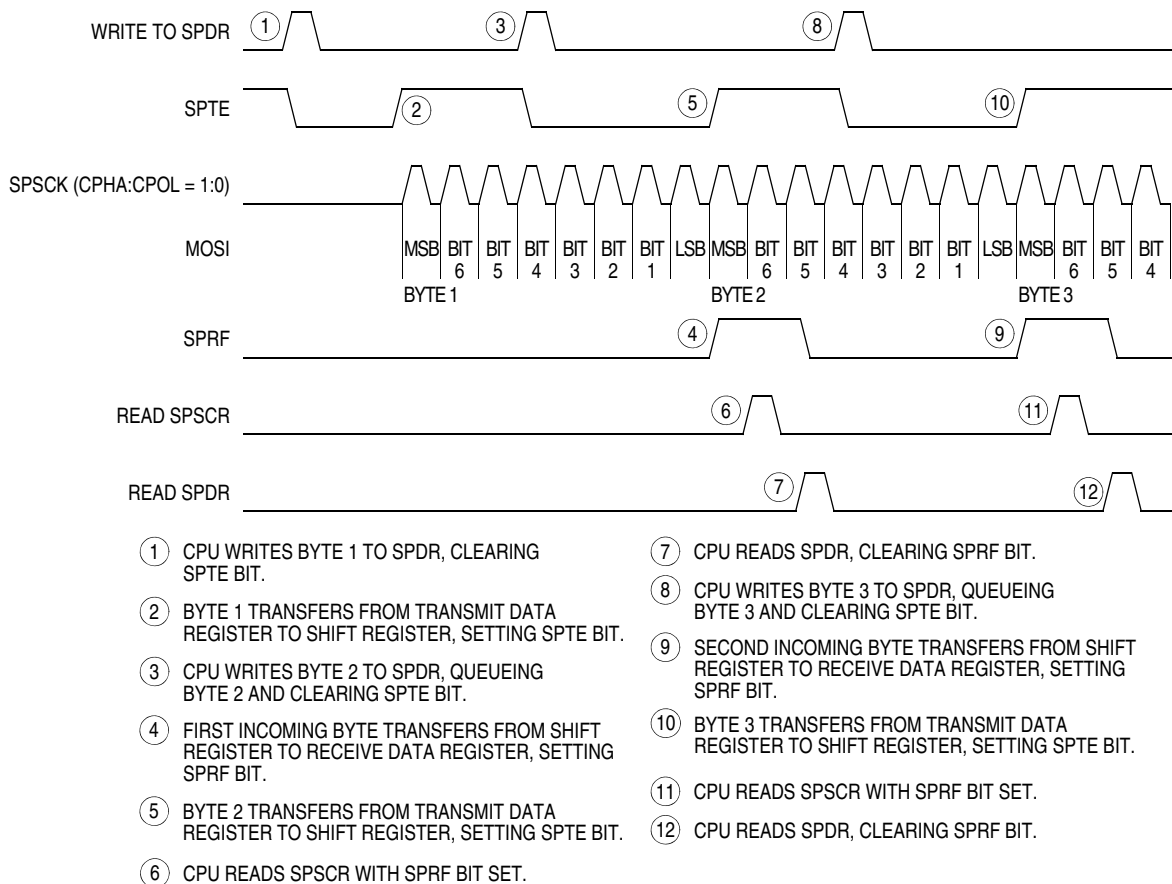 WRITE TO SPDR
1
3
8
SPTE
2
5
10
SPSCK (CPHA:CPOL = 1:0)
MOSI
MSB BIT BIT BIT BIT BIT BIT LSB MSB BIT BIT BIT BIT BIT BIT LSB MSB BIT BIT BIT
6 5 4 3 2 1 6 5 4 3 2 1 6 5 4
BYTE 1 BYTE 2 BYTE 3
SPRF
4
9
READ SPSCR
6
11
READ SPDR
7
12
1 CPU WRITES BYTE 1 TO SPDR, CLEARING
SPTE BIT.
2 BYTE 1 TRANSFERS FROM TRANSMIT DATA
REGISTER TO SHIFT REGISTER, SETTING SPTE BIT.
3 CPU WRITES BYTE 2 TO SPDR, QUEUEING
BYTE 2 AND CLEARING SPTE BIT.
4 FIRST INCOMING BYTE TRANSFERS FROM SHIFT
REGISTER TO RECEIVE DATA REGISTER, SETTING
SPRF BIT.
5 BYTE 2 TRANSFERS FROM TRANSMIT DATA
REGISTER TO SHIFT REGISTER, SETTING SPTE BIT.
6 CPU READS SPSCR WITH SPRF BIT SET.
7 CPU READS SPDR, CLEARING SPRF BIT.
8 CPU WRITES BYTE 3 TO SPDR, QUEUEING
BYTE 3 AND CLEARING SPTE BIT.
9 SECOND INCOMING BYTE TRANSFERS FROM SHIFT
REGISTER TO RECEIVE DATA REGISTER, SETTING
SPRF BIT.
10 BYTE 3 TRANSFERS FROM TRANSMIT DATA
REGISTER TO SHIFT REGISTER, SETTING SPTE BIT.
11 CPU READS SPSCR WITH SPRF BIT SET.
12 CPU READS SPDR, CLEARING SPRF BIT.